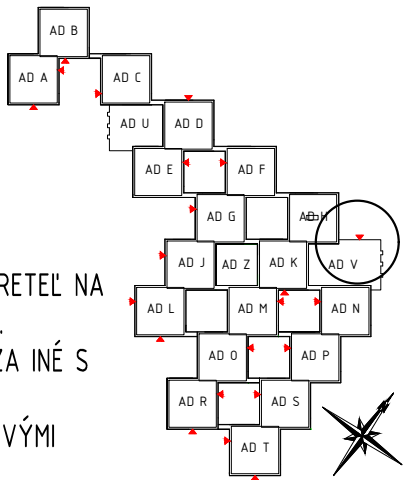 AD B
AD A
AD C
AD U AD D
AD E AD F
AD G AD H
AD J AD Z AD K AD V
RETEĽ NA
AD L AD M AD N
.
ZA INÉ S
AD O AD P
AD R AD S
VÝMI
AD T